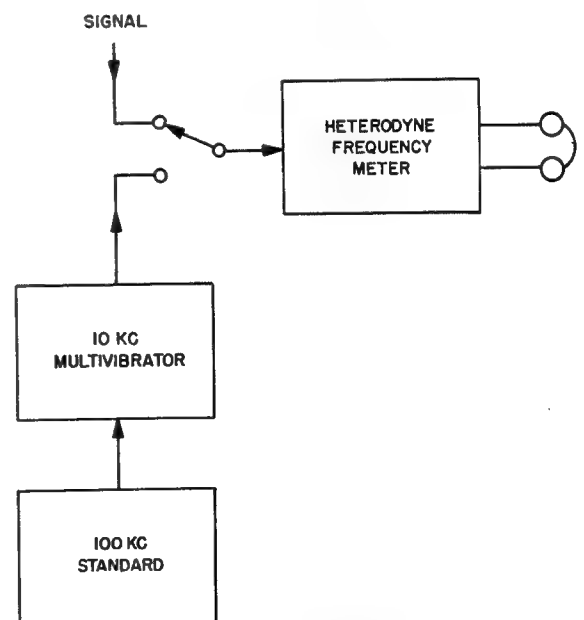 SIGNAL
HETERODYNE
FREQUENCY
METER
10 KC
MULTIVIBRATOR
100 KC
STANDARD